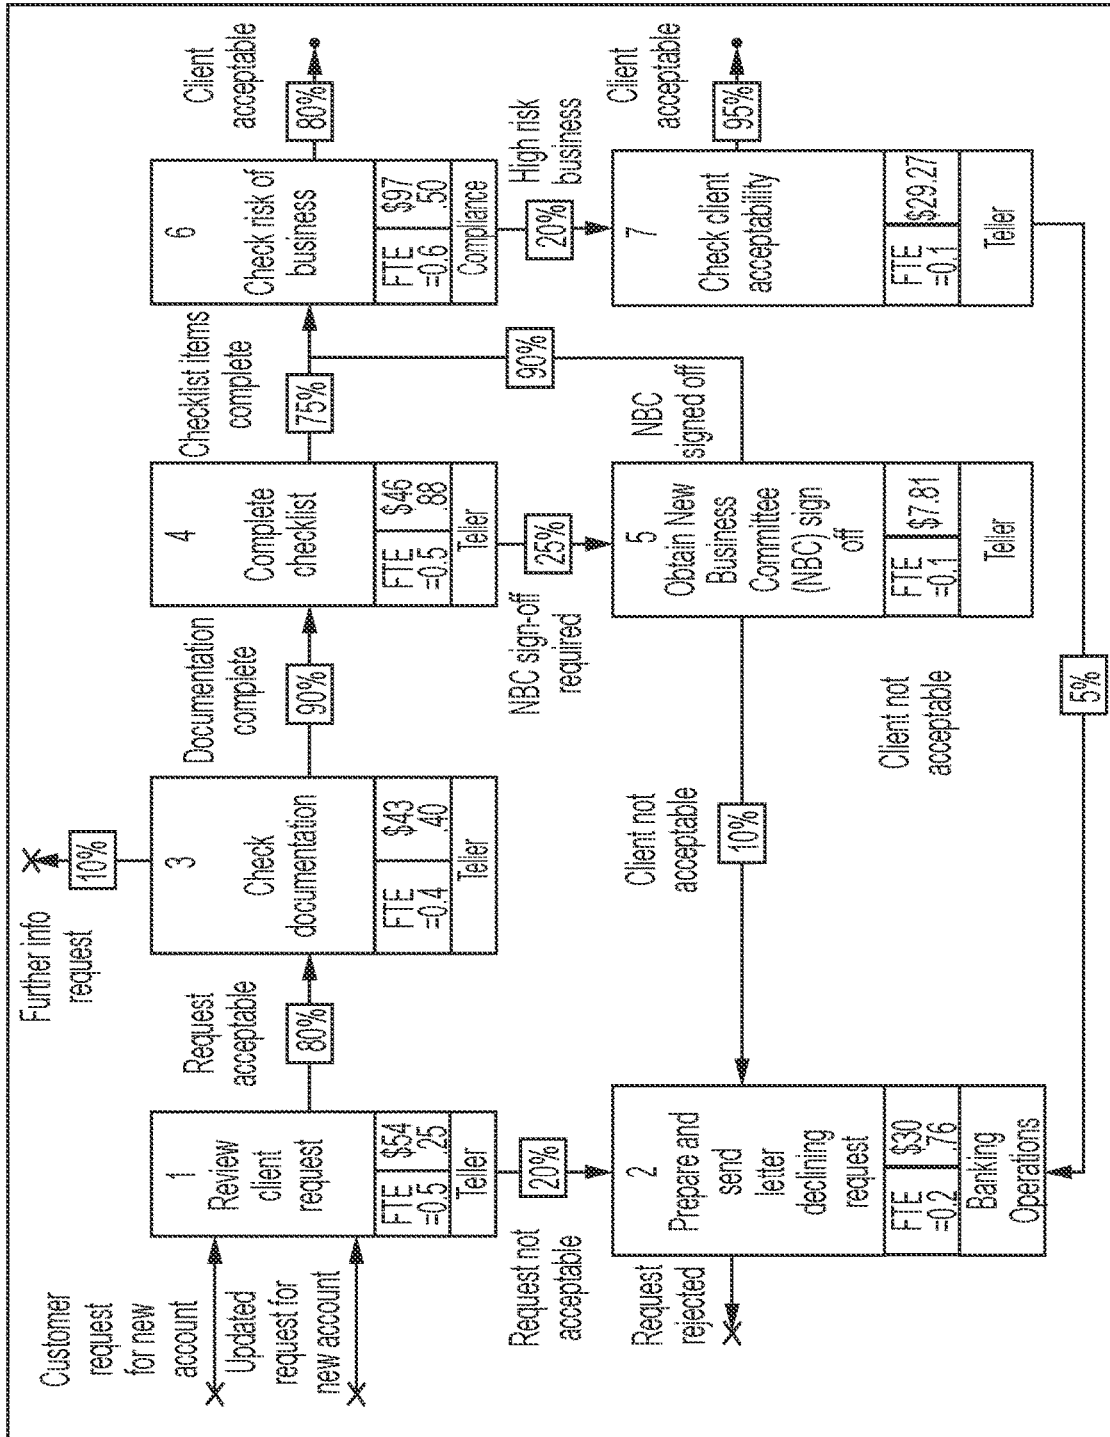 Customer
request
for new
account
Updated
request for
new account
1
Review
client
request
FTE
=0.5
$54
.25
Teller
Request
acceptable
80%
20%
Request not
acceptable
Further info
request
10%
3
Check
documentation
FTE
=0.4
$43
.40
Teller
Documentation
complete
90%
4
Complete
checklist
FTE
=0.5
$46
.88
Teller
Checklist items
complete
75%
NBC sign-off
required
25%
6
Check risk of
business
FTE
=0.6
$97
.50
Compliance
Client
acceptable
80%
20%
High risk
business
2
Prepare and
send
letter
declining
request
FTE
=0.2
$30
.76
Banking
Operations
Request
rejected
Client not
acceptable
10%
5
Obtain New
Business
Committee
(NBC) sign
off
FTE
=0.1
$7.81
Teller
NBC
signed off
90%
7
Check client
acceptability
FTE
=0.1
$29.27
Teller
Client
acceptable
95%
Client not
acceptable
5%